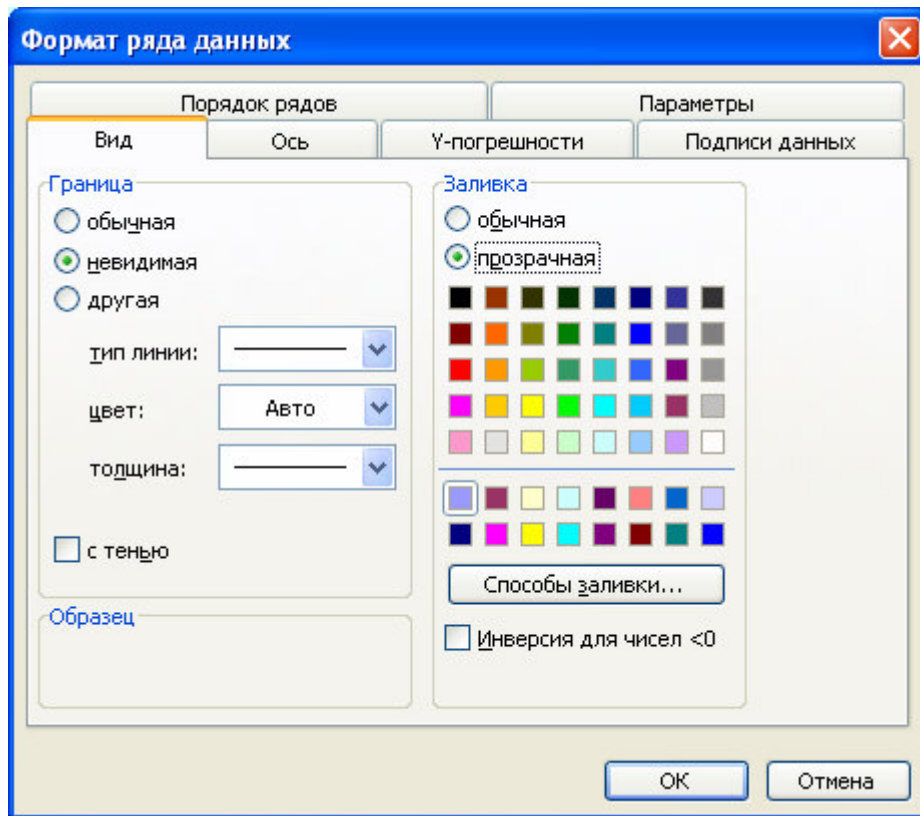 Формат ряда данных
Порядок рядов
Параметры
Вид
Ось
Y-погрешности
Подписи данных
Граница
обычная
невидимая
другая
тип линии:
цвет:
Авто
толщина:
с тенью
Образец
Заливка
обычная
прозрачная
Способы заливки...
Инверсия для чисел <0
ОК
Отмена